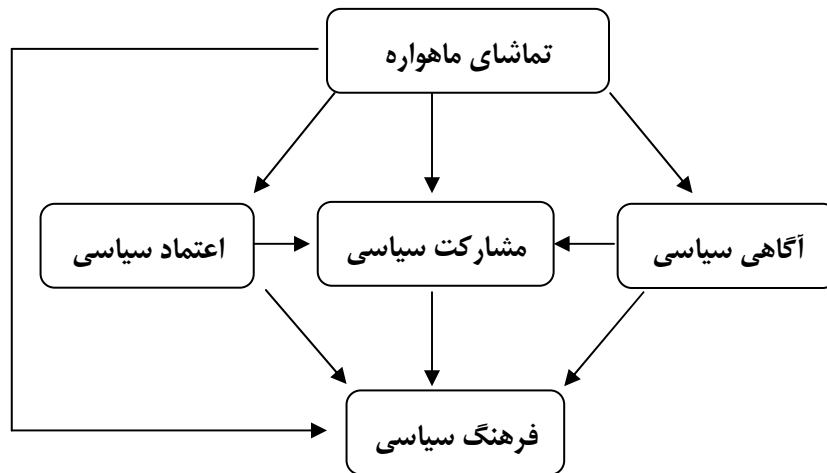 تماشای ماهواره
آگاهی سیاسی
مشارکت سیاسی
اعتماد سیاسی
فرهنگ سیاسی